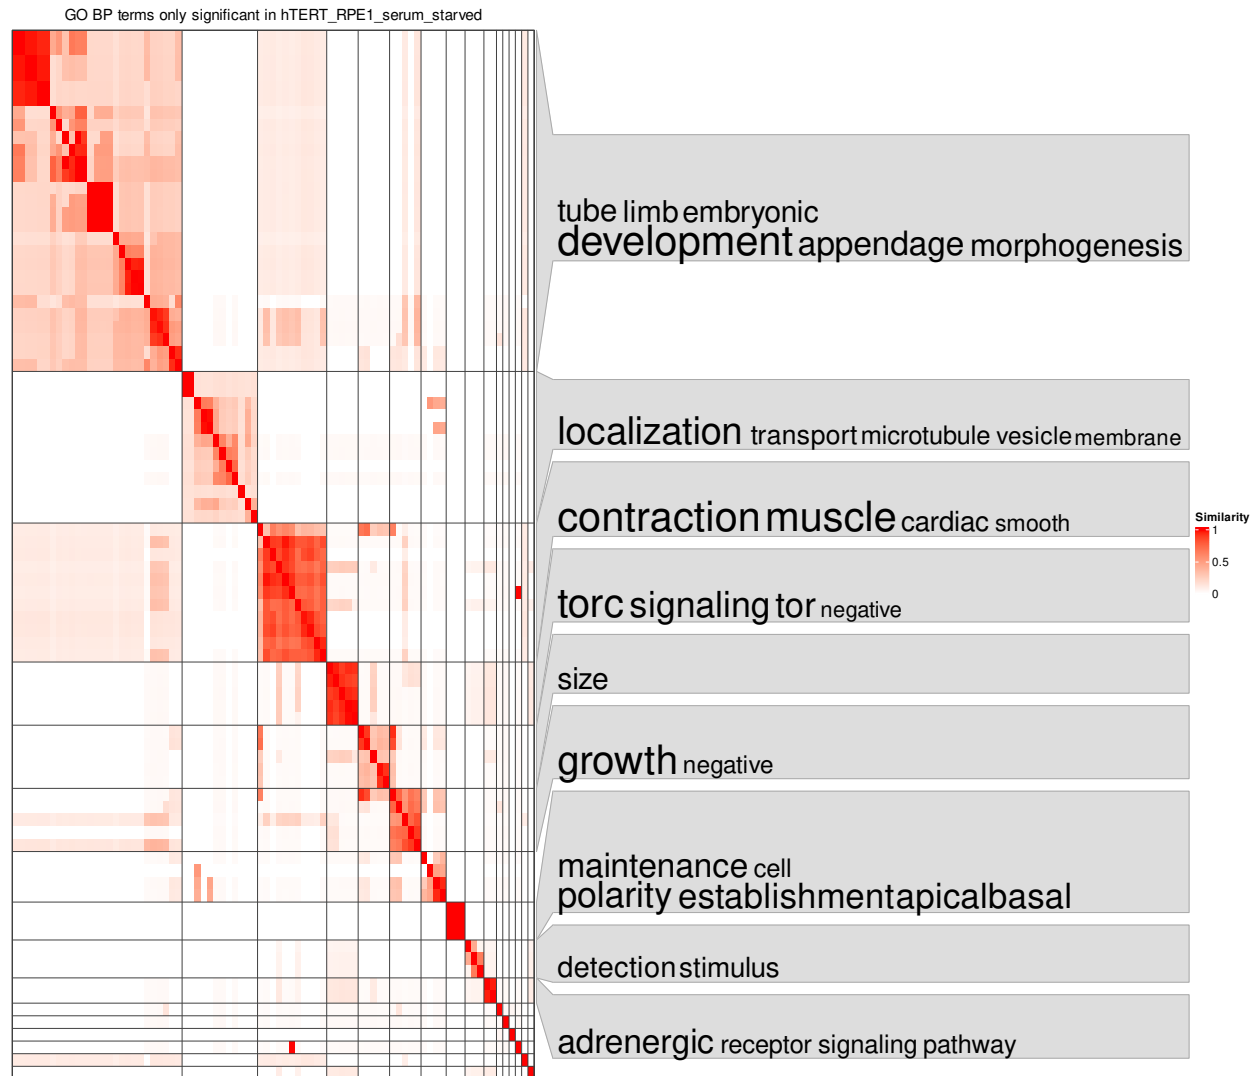 GO BP terms only significant in hTERT_RPE1_serum_starved
tube limb embryonic
development appendage morphogenesis
localization transport microtubule vesicle membrane
contraction muscle cardiac smooth
torc signaling tor negative
size
growth negative
maintenance cell
polarity establishment apicalbasal
detection stimulus
adrenergic receptor signaling pathway
Similarity
1
0.5
0